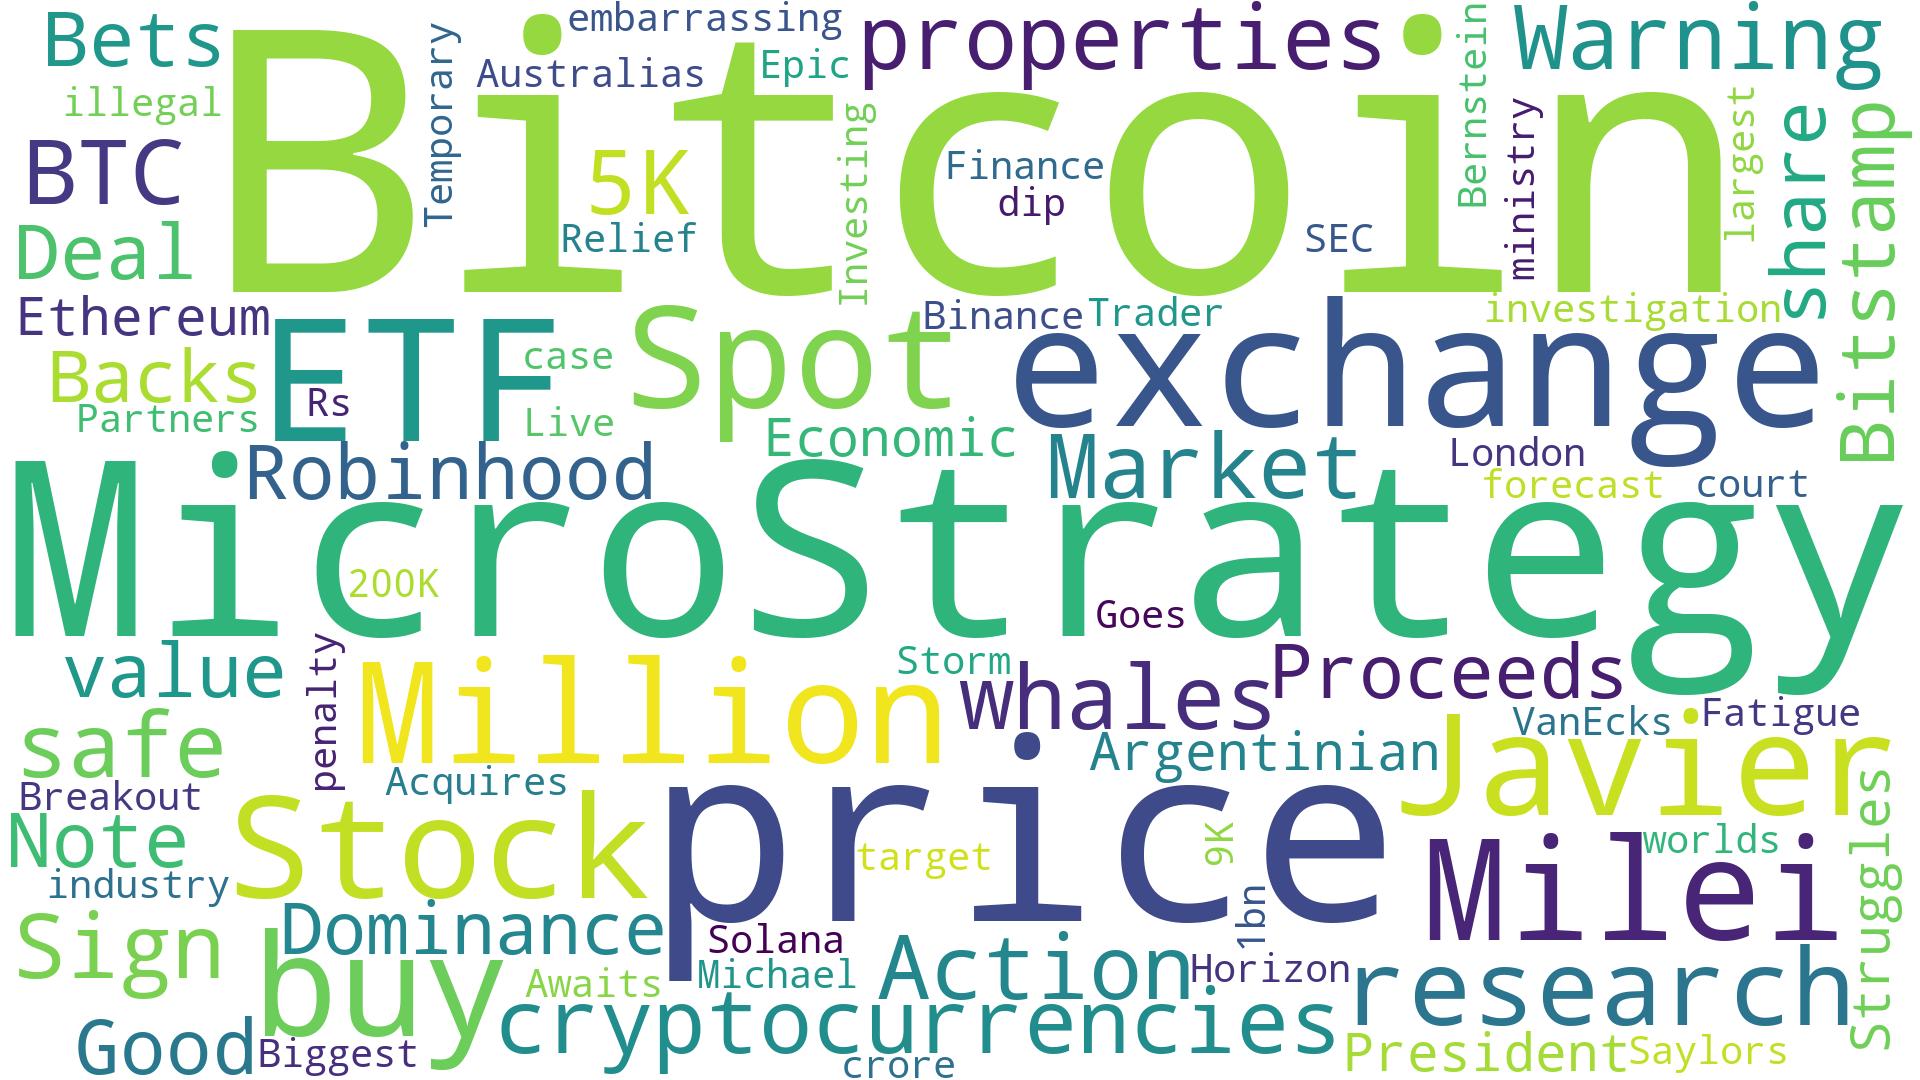 Bets
embarrassing
properties
Warning
Temporary
Australias
Epic
Bernstein
illegal
Bitcoin
largest
share
Bitstamp
BTC
5K
Investing
Finance
dip
ministry
Deal
Relief
SEC
Ethereum
ETF
Spot
Binance
Trader
investigation
exchange
Backs
case
Rs
Partners
Live
Economic
Robinhood
Market
London
forecast
court
MicroStrategy
200K
Goes
value
penalty
Million
Storm
whales
Proceeds
safe
Argentinian
VanEcks
Fatigue
Javier
Breakout
Acquires
Note
Stock
price
target
9K
Milei
worlds
Struggles
industry
Sign
Dominance
Solana
1bn
buy
Awaits
Michael
Action
Horizon
research
Good
Biggest
cryptocurrencies
crore
President
Saylors